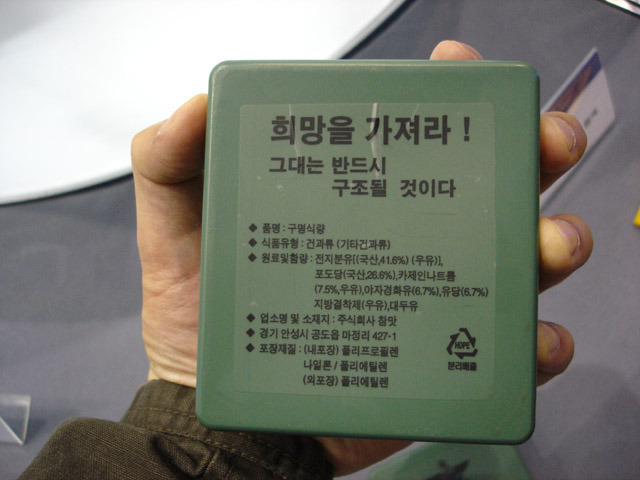 희망을 가져라 !
그대는 반드시
구조될 것이다
◆ 품명 : 구명식량
◆ 식품유형 : 건과류 (기타건과류)
◆ 원료및함량 : 전지분유[(국산,41.6%) (우유)],
포도당(국산,26.6%),카제인나트륨
(7.5%,우유),야자경화유(6.7%),유당(6.7%)
지방결착제(우유),대두유
◆ 업소명 및 소재지 : 주식회사 참맛
◆ 경기 안성시 공도읍 마정리 427-1
◆ 포장재질 : (내포장) 폴리프로필렌
나일론 / 폴리에틸렌
(외포장) 폴리에틸렌
HDPE
분리배출